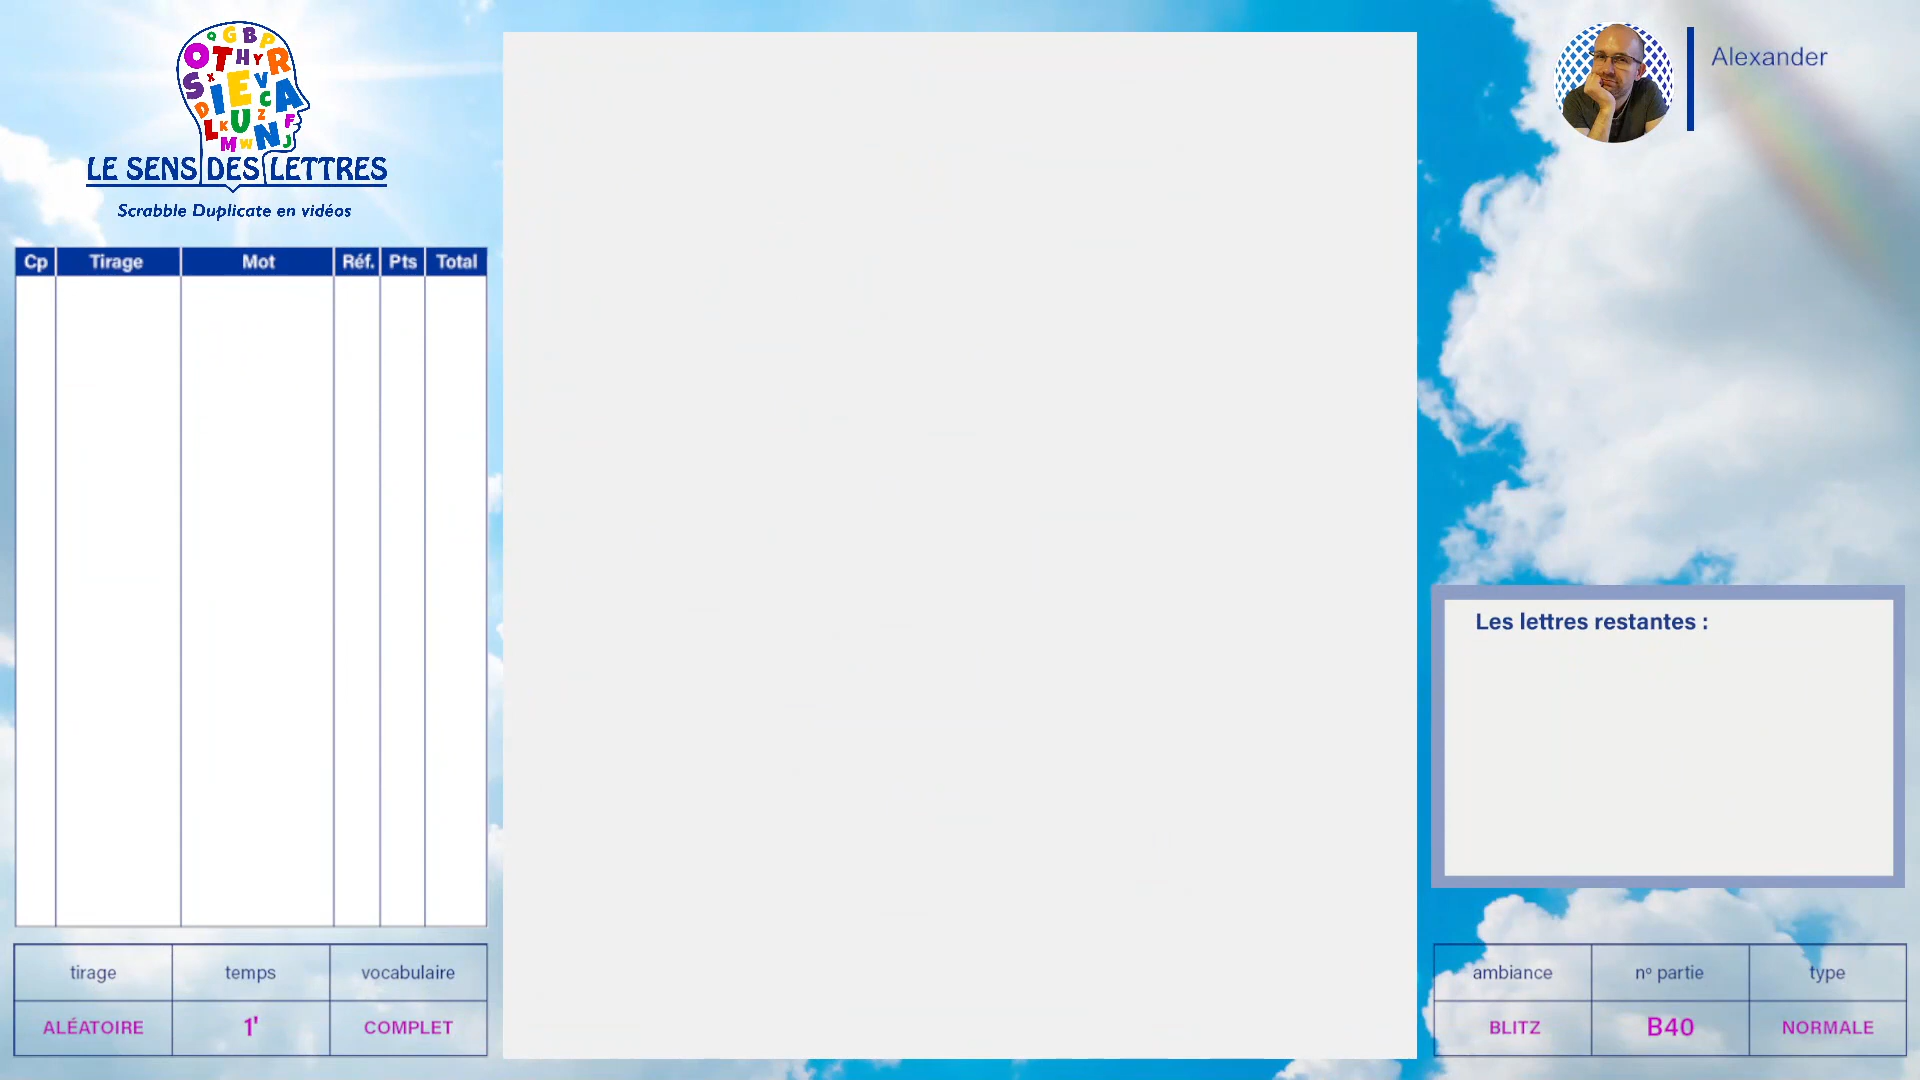 LE SENS DES LETTRES
Scrabble Duplicate en vidéos
Alexander
Cp Tirage Mot Réf. Pts Total
Les lettres restantes :
tirage temps vocabulaire
ALÉATOIRE 1' COMPLET
ambiance nº partie type
BLITZ B40 NORMALE